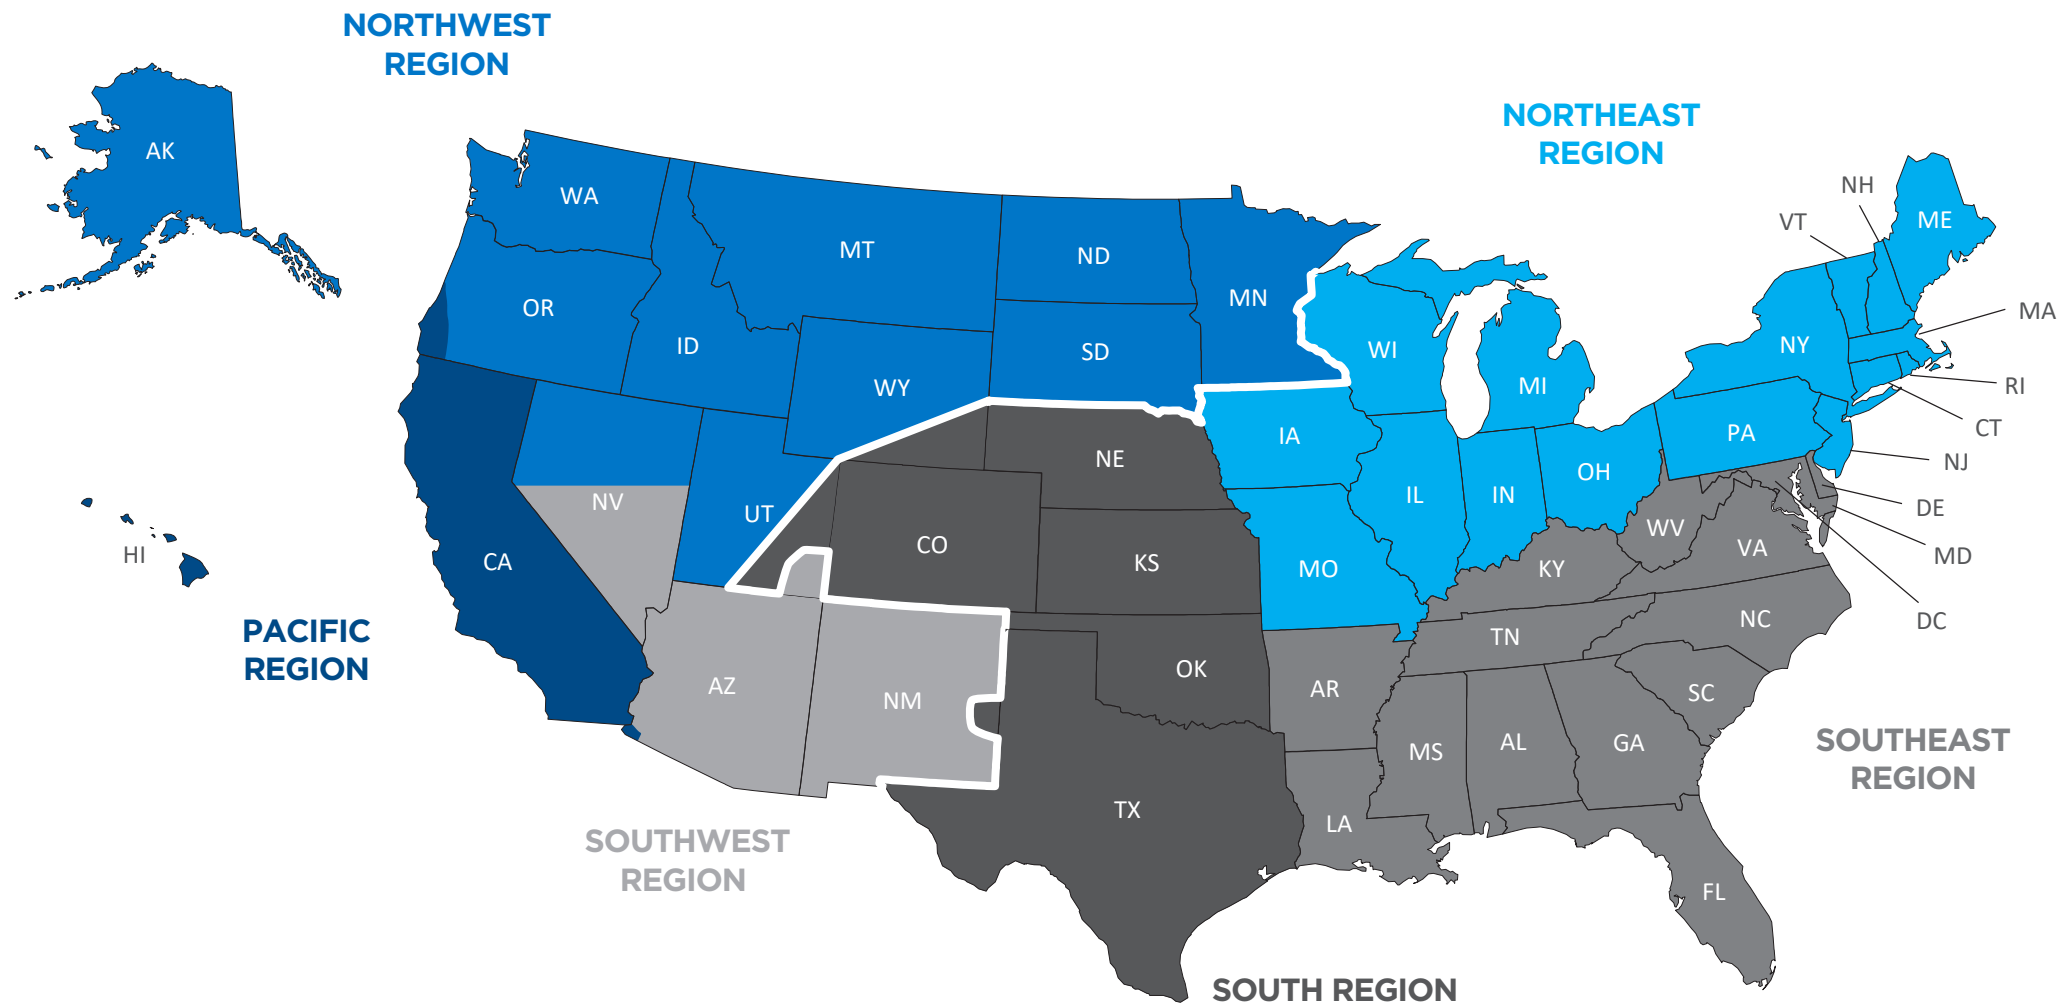 NORTHWEST
REGION
NORTHEAST
REGION
AK
WA
MT
ND
MN
OR
ID
SD
WY
WI
MI
NH
VT
ME
MA
NY
RI
CT
PA
NJ
IA
NE
OH
IL
IN
DE
NV
UT
CO
KS
MO
WV
VA
MD
HI
CA
KY
DC
PACIFIC
REGION
TN
NC
AZ
NM
OK
AR
SC
MS
AL
GA
SOUTHEAST
REGION
TX
LA
SOUTHWEST
REGION
FL
SOUTH REGION